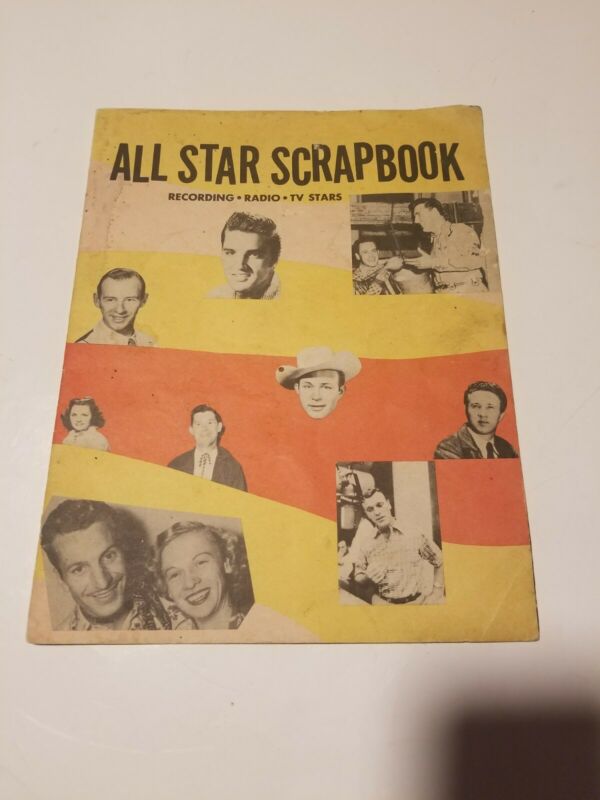 ALL STAR SCRAPBOOK
RECORDING • RADIO • TV STARS